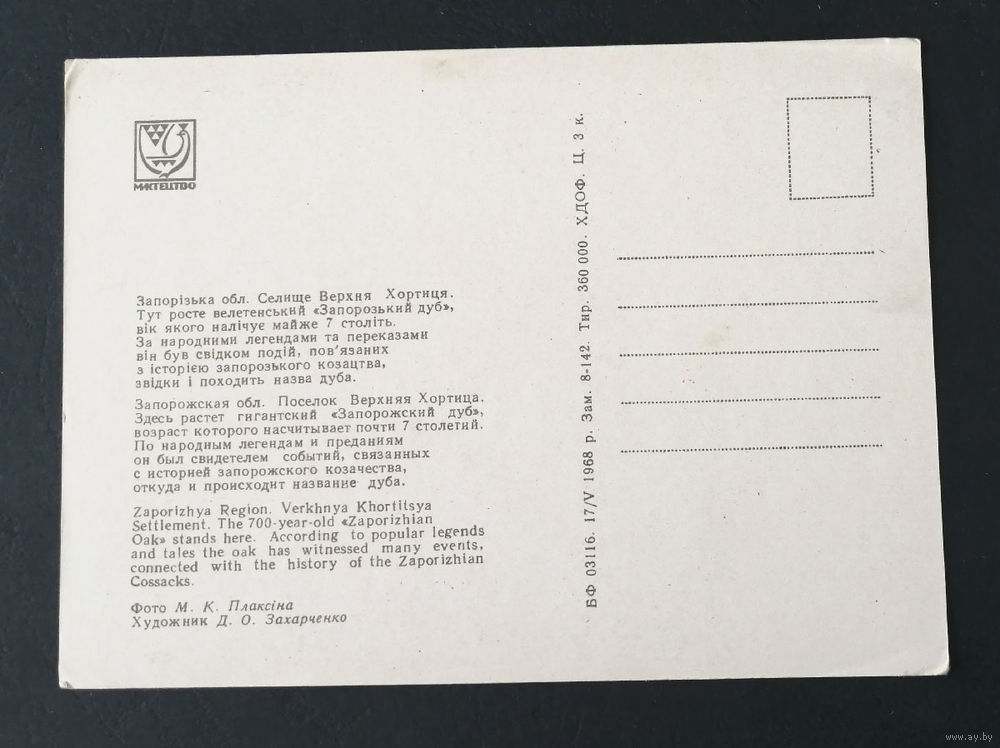 МИСТЕЦТВО
Запорізька обл. Селище Верхня Хортиця.
Тут росте велетенський «Запорозький дуб»,
вік якого налічує майже 7 століть.
За народними легендами та переказами
він був свідком подій, пов'язаних
з історією запорозького козацтва,
звідки і походить назва дуба.
Запорожская обл. Поселок Верхняя Хортица.
Здесь растет гигантский «Запорожский дуб»,
возраст которого насчитывает почти 7 столетий.
По народным легендам и преданиям
он был свидетелем событий, связанных
с историей запорожского козачества,
откуда и происходит название дуба.
Zaporizhya Region. Verkhnya Khortitsya
Settlement. The 700-year-old «Zaporizhian
Oak» stands here. According to popular legends
and tales the oak has witnessed many events,
connected with the history of the Zaporizhian
Cossacks.
Фото М. К. Плаксіна
Художник Д. О. Захарченко
БФ 03116. 17/V 1968 р. Зам. 8-142. Тир. 360 000. ХДОФ. Ц. 3 к.
www.ay.by